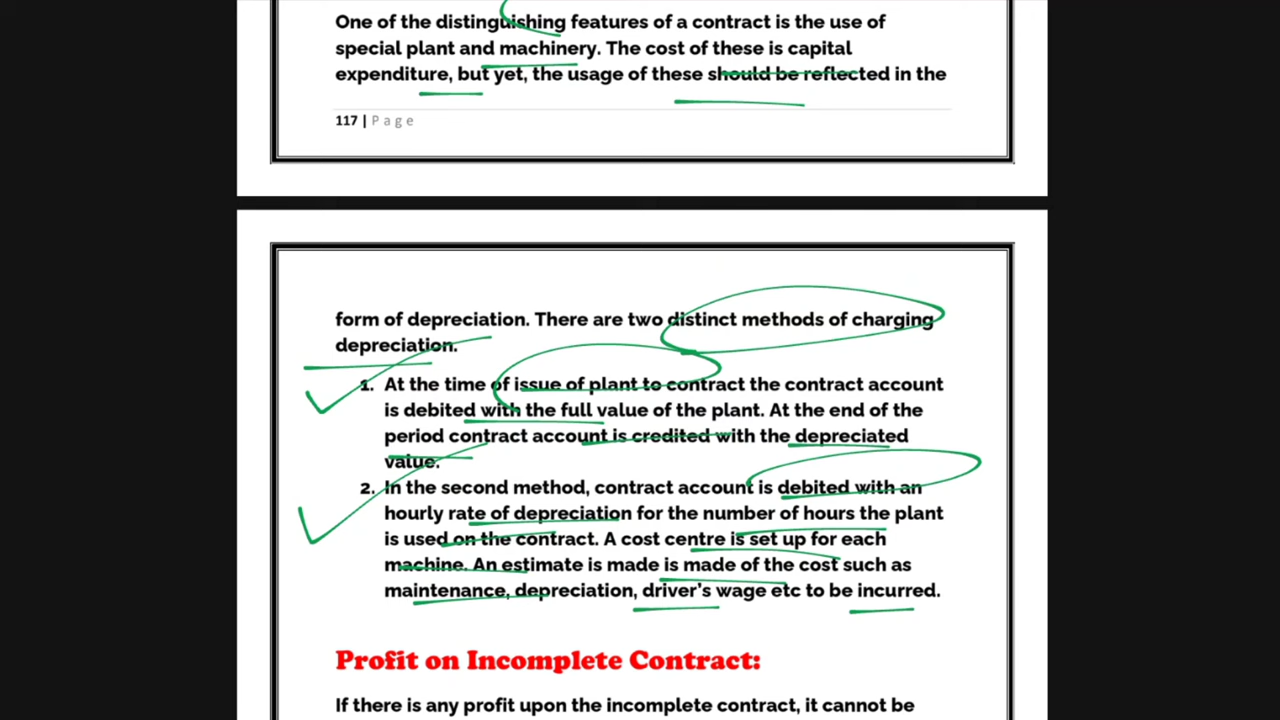 One of the distinguishing features of a contract is the use of
special plant and machinery. The cost of these is capital
expenditure, but yet, the usage of these should be reflected in the
117 | Page
form of depreciation. There are two distinct methods of charging
depreciation.
1. At the time of issue of plant to contract the contract account
is debited with the full value of the plant. At the end of the
period contract account is credited with the depreciated
value.
2. In the second method, contract account is debited with an
hourly rate of depreciation for the number of hours the plant
is used on the contract. A cost centre is set up for each
machine. An estimate is made is made of the cost such as
maintenance, depreciation, driver's wage etc to be incurred.
Profit on Incomplete Contract:
If there is any profit upon the incomplete contract, it cannot be